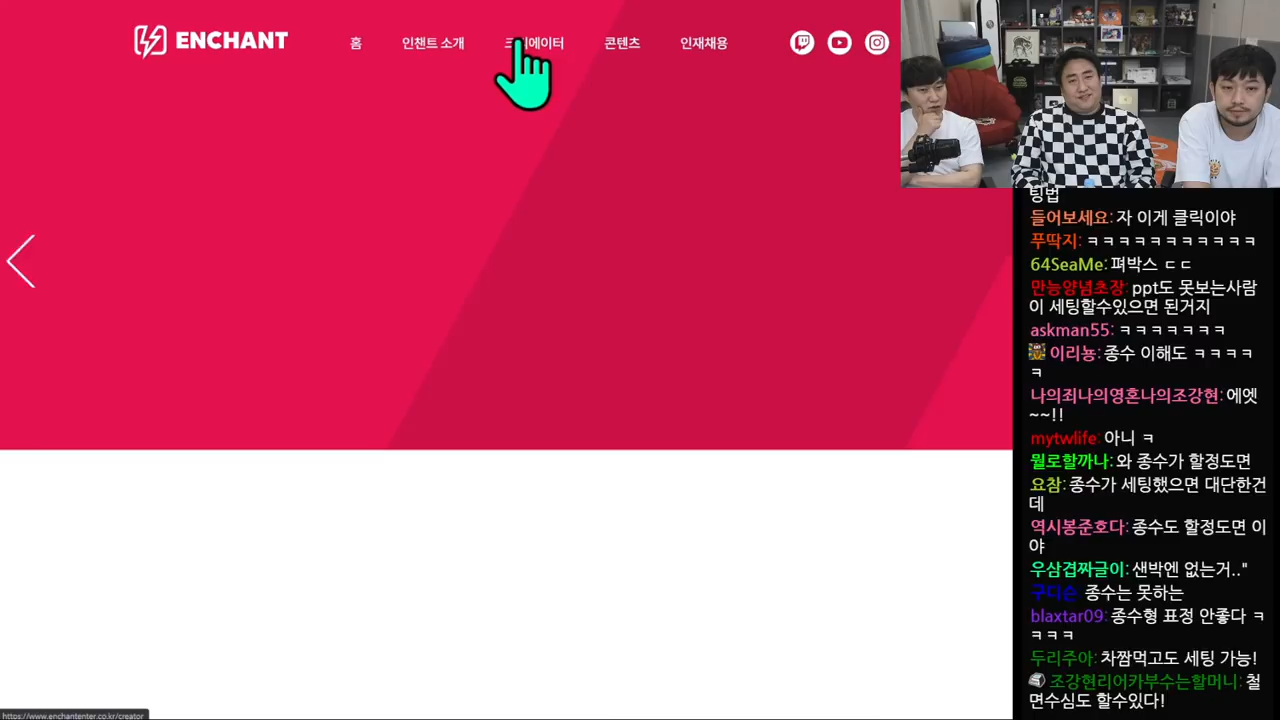 ENCHANT
홈
인챈트 소개
크리에이터
콘텐츠
인재채용
팅법
들어보세요: 자 이게 클릭이야
푸딱지: ㅋㅋㅋㅋㅋㅋㅋㅋㅋㅋㅋ
64SeaMe: 펴박스 ㄷㄷ
만능양념초장: ppt도 못보는사람
이 세팅할수있으면 된거지
askman55: ㅋㅋㅋㅋㅋㅋㅋ
이리뇽: 종수 이해도 ㅋㅋㅋㅋ
ㅋ
나의죄나의영혼나의조강현: 에엣
~~!!
mytwlife: 아니 ㅋ
뭘로할까나: 와 종수가 할정도면
요참: 종수가 세팅했으면 대단한건
데
역시봉준호다: 종수도 할정도면 이
야
우삼겹짜글이: 샌박엔 없는거.."
구디슨: 종수는 못하는
blaxtar09: 종수형 표정 안좋다 ㅋ
ㅋㅋㅋㅋ
두리주아: 차짬먹고도 세팅 가능!
조강현리어카부수는할머니: 철
면수심도 할수있다!
https://www.enchantenter.co.kr/creator